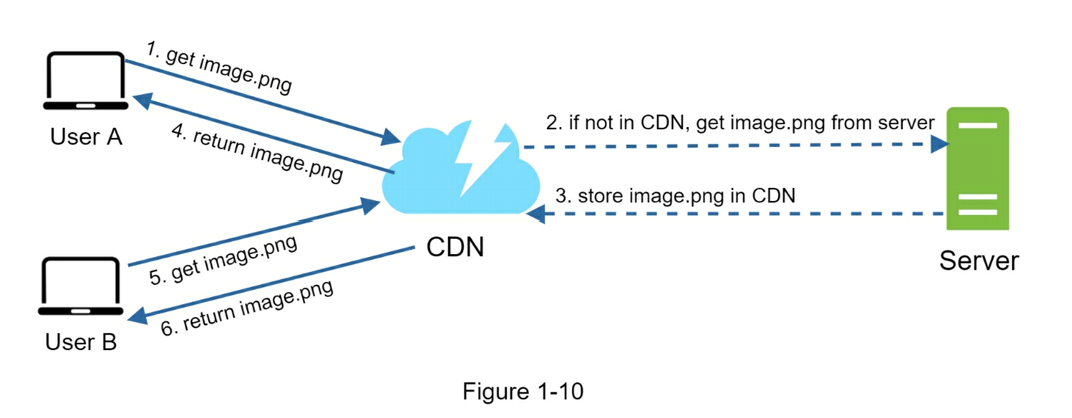 1. get image.png
4. return image.png
User A
2. if not in CDN, get image.png from server
3. store image.png in CDN
CDN
Server
5. get image.png
6. return image.png
User B
Figure 1-10